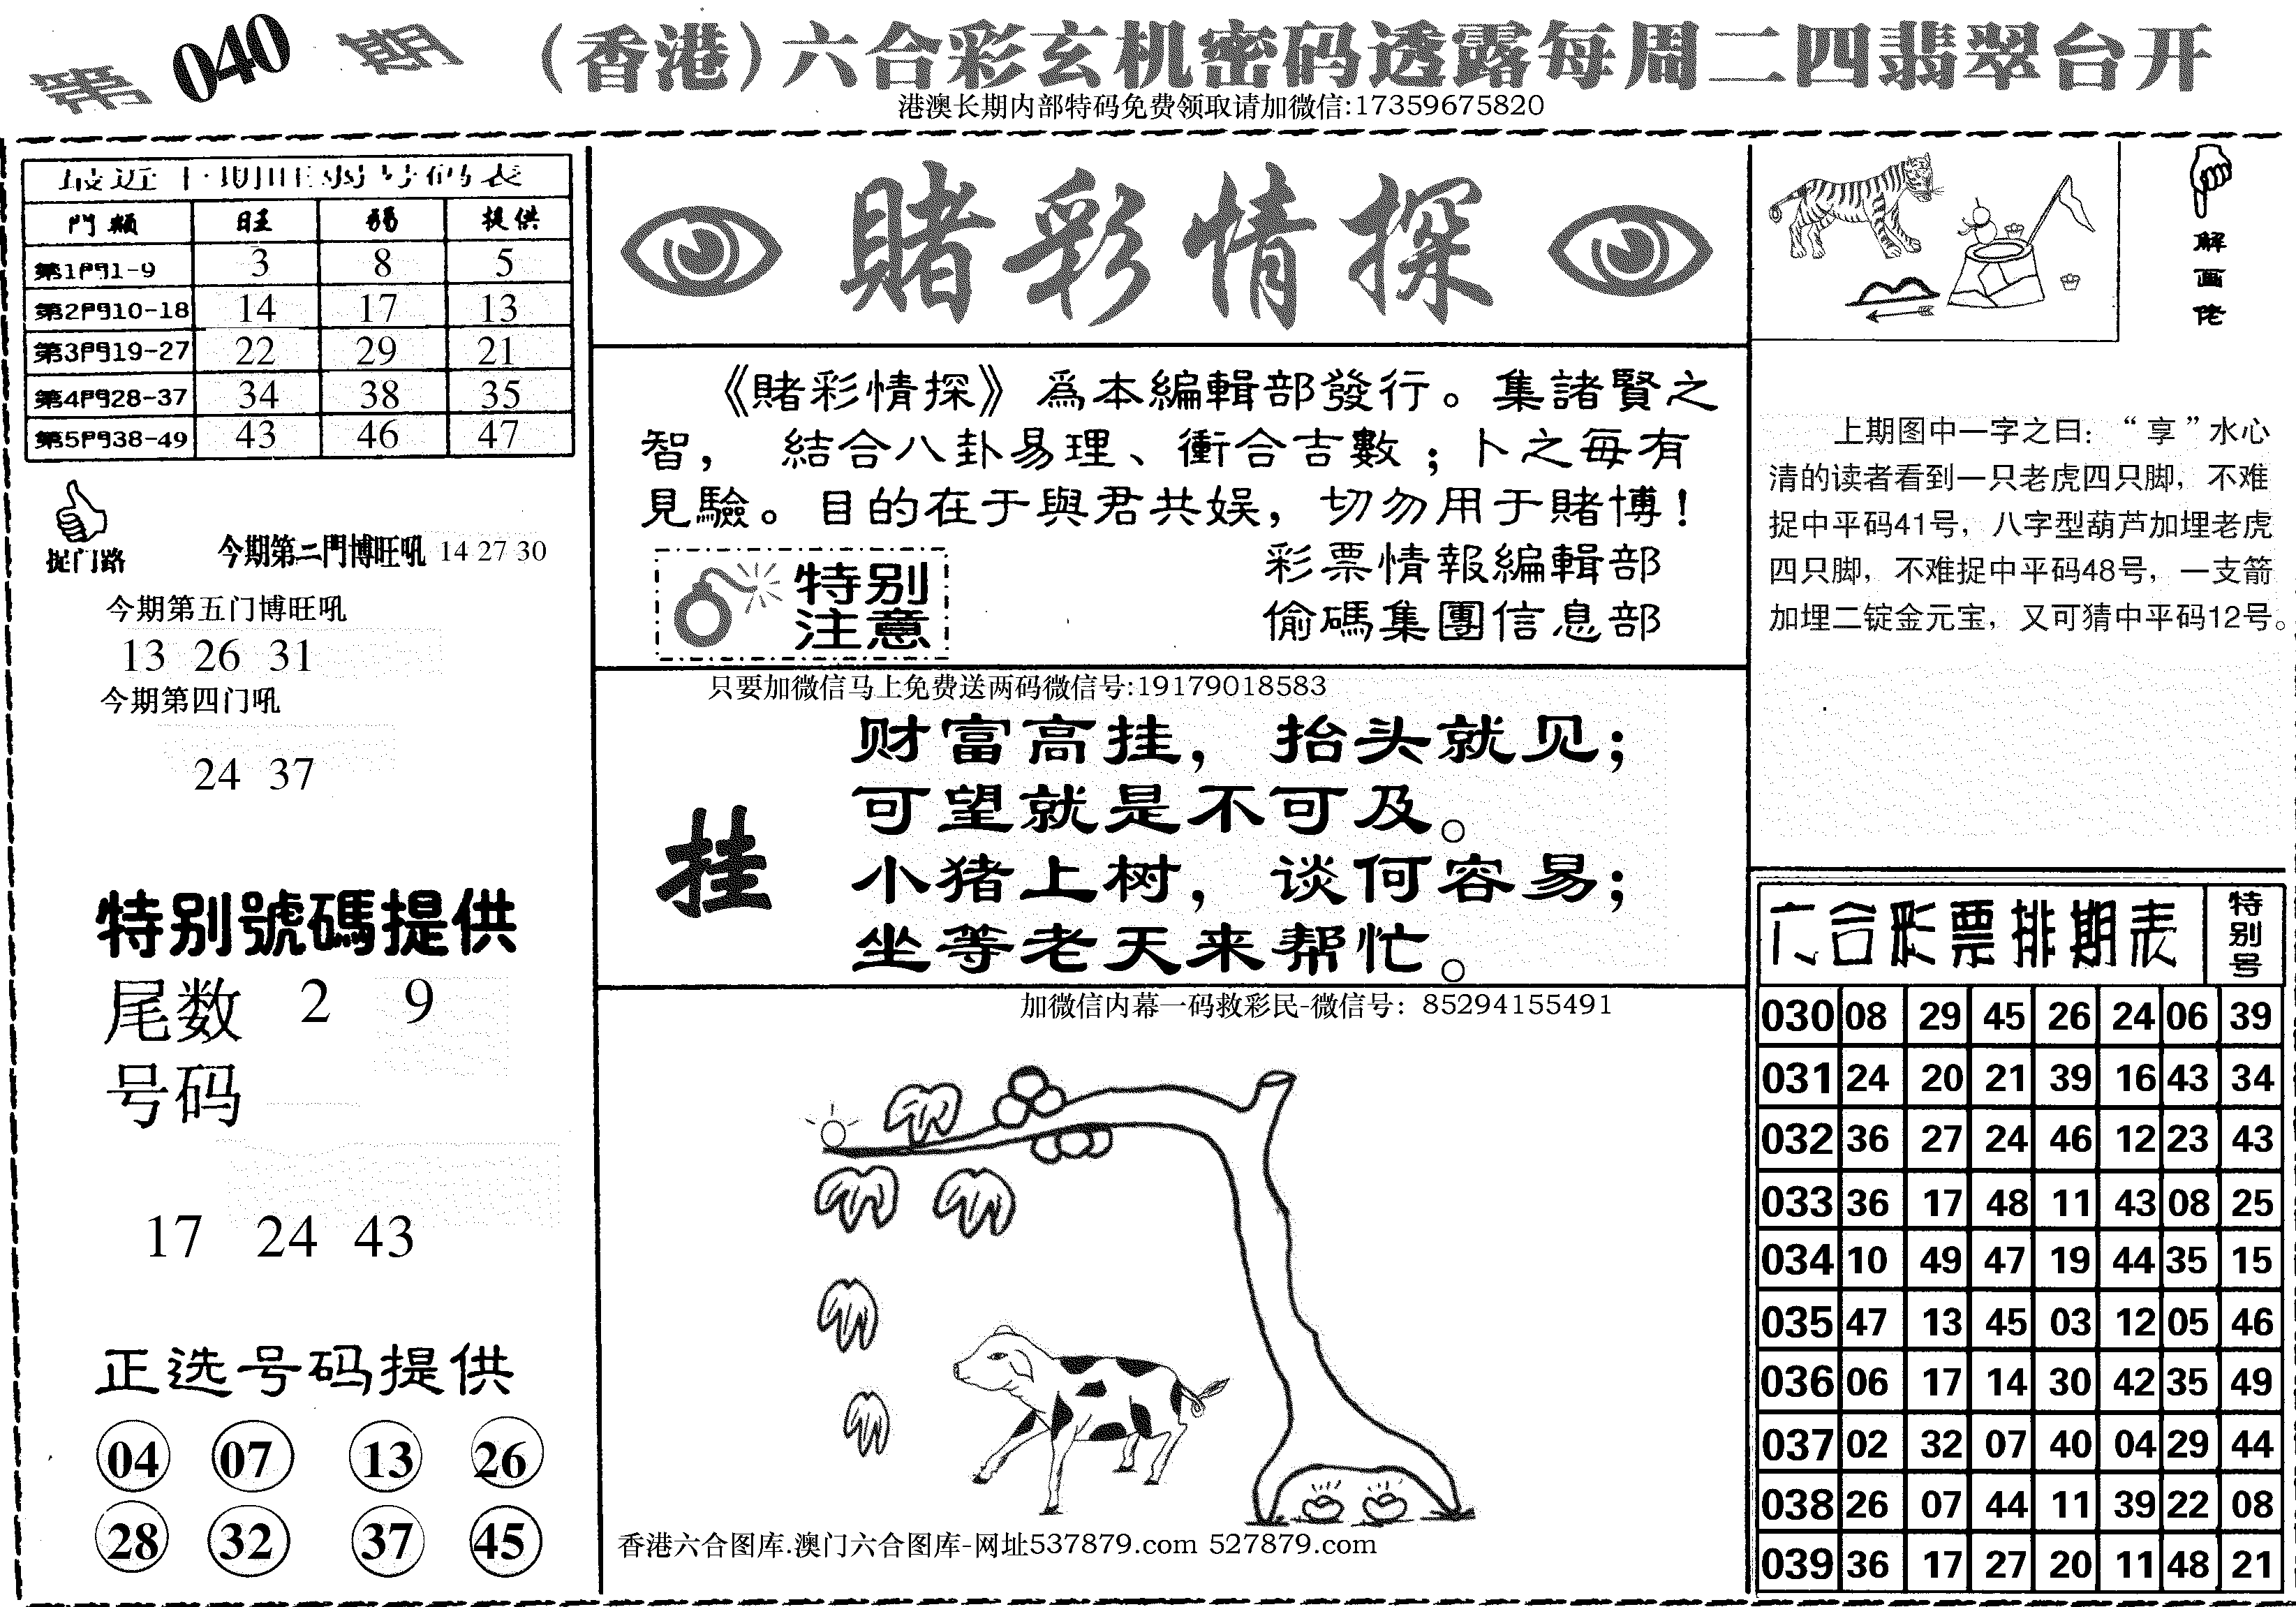 第 040 期 （香港）六合彩玄机密码透露每周二四翡翠台开
港澳长期内部特码免费领取请加微信:17359675820
最近十期旺弱号码表
門類 旺 弱 提供
第1門1-9 3 8 5
第2門10-18 14 17 13
第3門19-27 22 29 21
第4門28-37 34 38 35
第5門38-49 43 46 47
捉门路
今期第二門博旺吼 14 27 30
今期第五门博旺吼
13 26 31
今期第四门吼
24 37
特别號碼提供
尾数 2 9
号码
17 24 43
正选号码提供
04 07 13 26
28 32 37 45
賭彩情探
《賭彩情探》為本編輯部發行。集諸賢之
智， 結合八卦易理、衝合吉數；卜之每有
見驗。目的在于與君共娱，切勿用于賭博！
彩票情報編輯部
偷碼集團信息部
特别
注意
只要加微信马上免费送两码微信号:19179018583
挂
财富高挂，抬头就见；
可望就是不可及。
小猪上树，谈何容易；
坐等老天来帮忙。
加微信内幕一码救彩民-微信号：85294155491
香港六合图库.澳门六合图库-网址537879.com 527879.com
解画佬
上期图中一字之曰：“享”水心
清的读者看到一只老虎四只脚，不难
捉中平码41号，八字型葫芦加埋老虎
四只脚，不难捉中平码48号，一支箭
加埋二锭金元宝，又可猜中平码12号。
六合彩票排期表 特别号
030 08 29 45 26 24 06 39
031 24 20 21 39 16 43 34
032 36 27 24 46 12 23 43
033 36 17 48 11 43 08 25
034 10 49 47 19 44 35 15
035 47 13 45 03 12 05 46
036 06 17 14 30 42 35 49
037 02 32 07 40 04 29 44
038 26 07 44 11 39 22 08
039 36 17 27 20 11 48 21